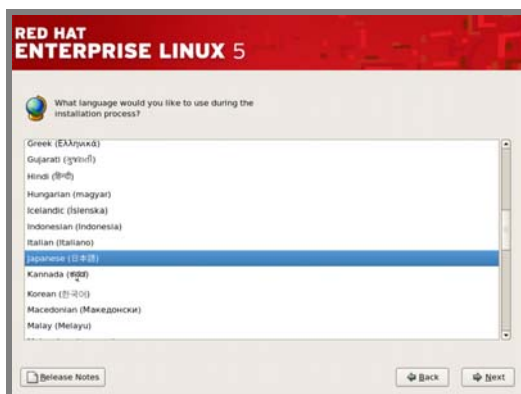 RED HAT
ENTERPRISE LINUX 5
What language would you like to use during the
installation process?
Greek (Ελληνικά)
Gujarati (ગુજરાતી)
Hindi (हिन्दी)
Hungarian (magyar)
Icelandic (Íslenska)
Indonesian (Indonesia)
Italian (Italiano)
Japanese (日本語)
Kannada
Korean (한국어)
Macedonian (Македонски)
Malay (Melayu)
Release Notes
Back
Next